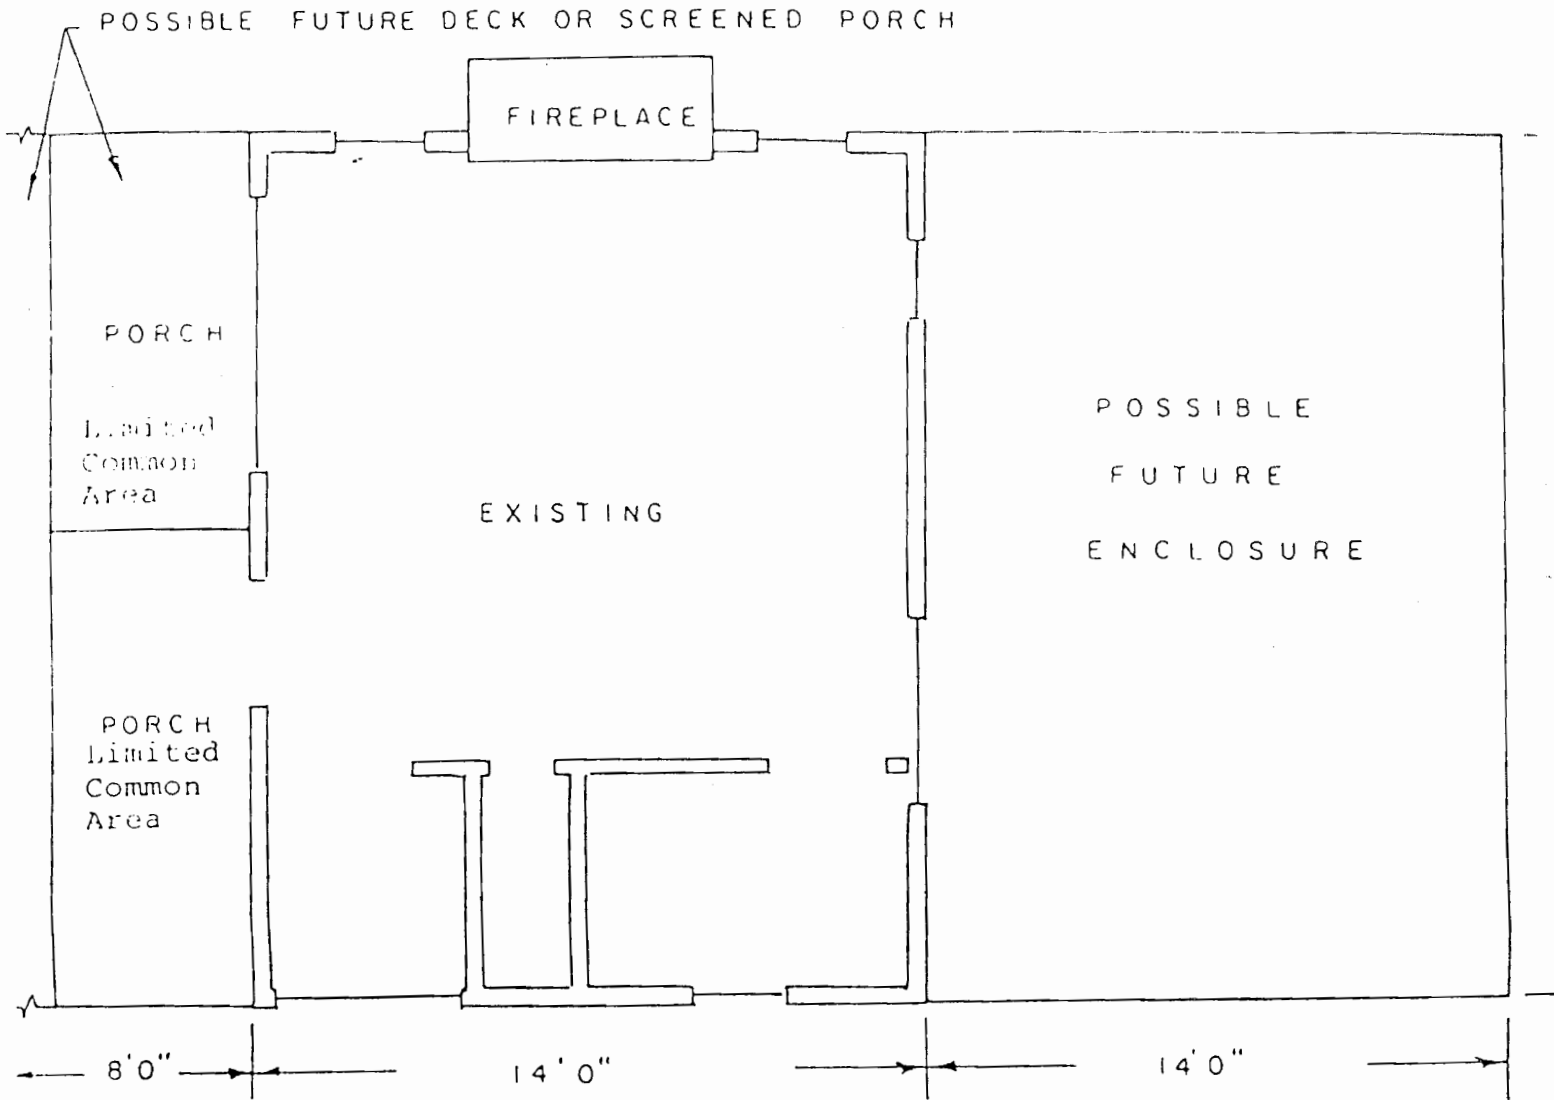 POSSIBLE FUTURE DECK OR SCREENED PORCH
FIREPLACE
PORCH
Limited
Common
Area
EXISTING
POSSIBLE
FUTURE
ENCLOSURE
PORCH
Limited
Common
Area
8'0"
14'0"
14'0"